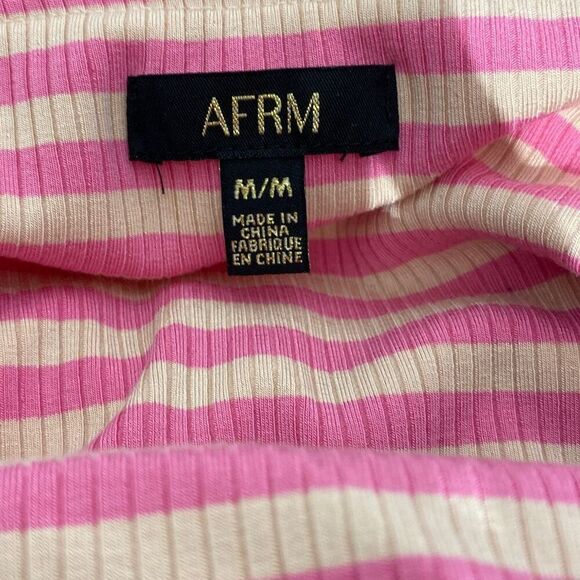 AFRM
M/M
MADE IN
CHINA
FABRIQUE
EN CHINE